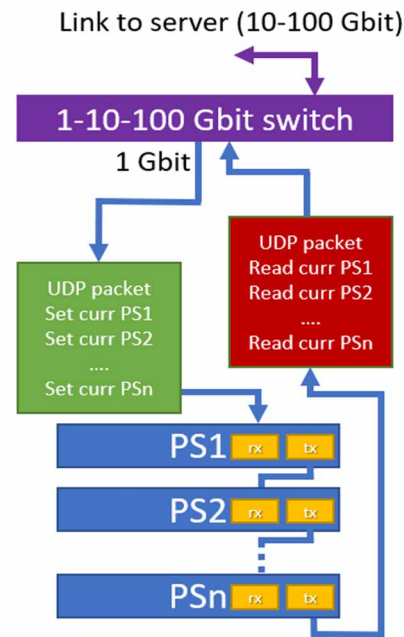 Link to server (10-100 Gbit)
1-10-100 Gbit switch
1 Gbit
UDP packet
Set curr PS1
Set curr PS2
....
Set curr PSn
UDP packet
Read curr PS1
Read curr PS2
....
Read curr PSn
PS1 rx tx
PS2 rx tx
PSn rx tx